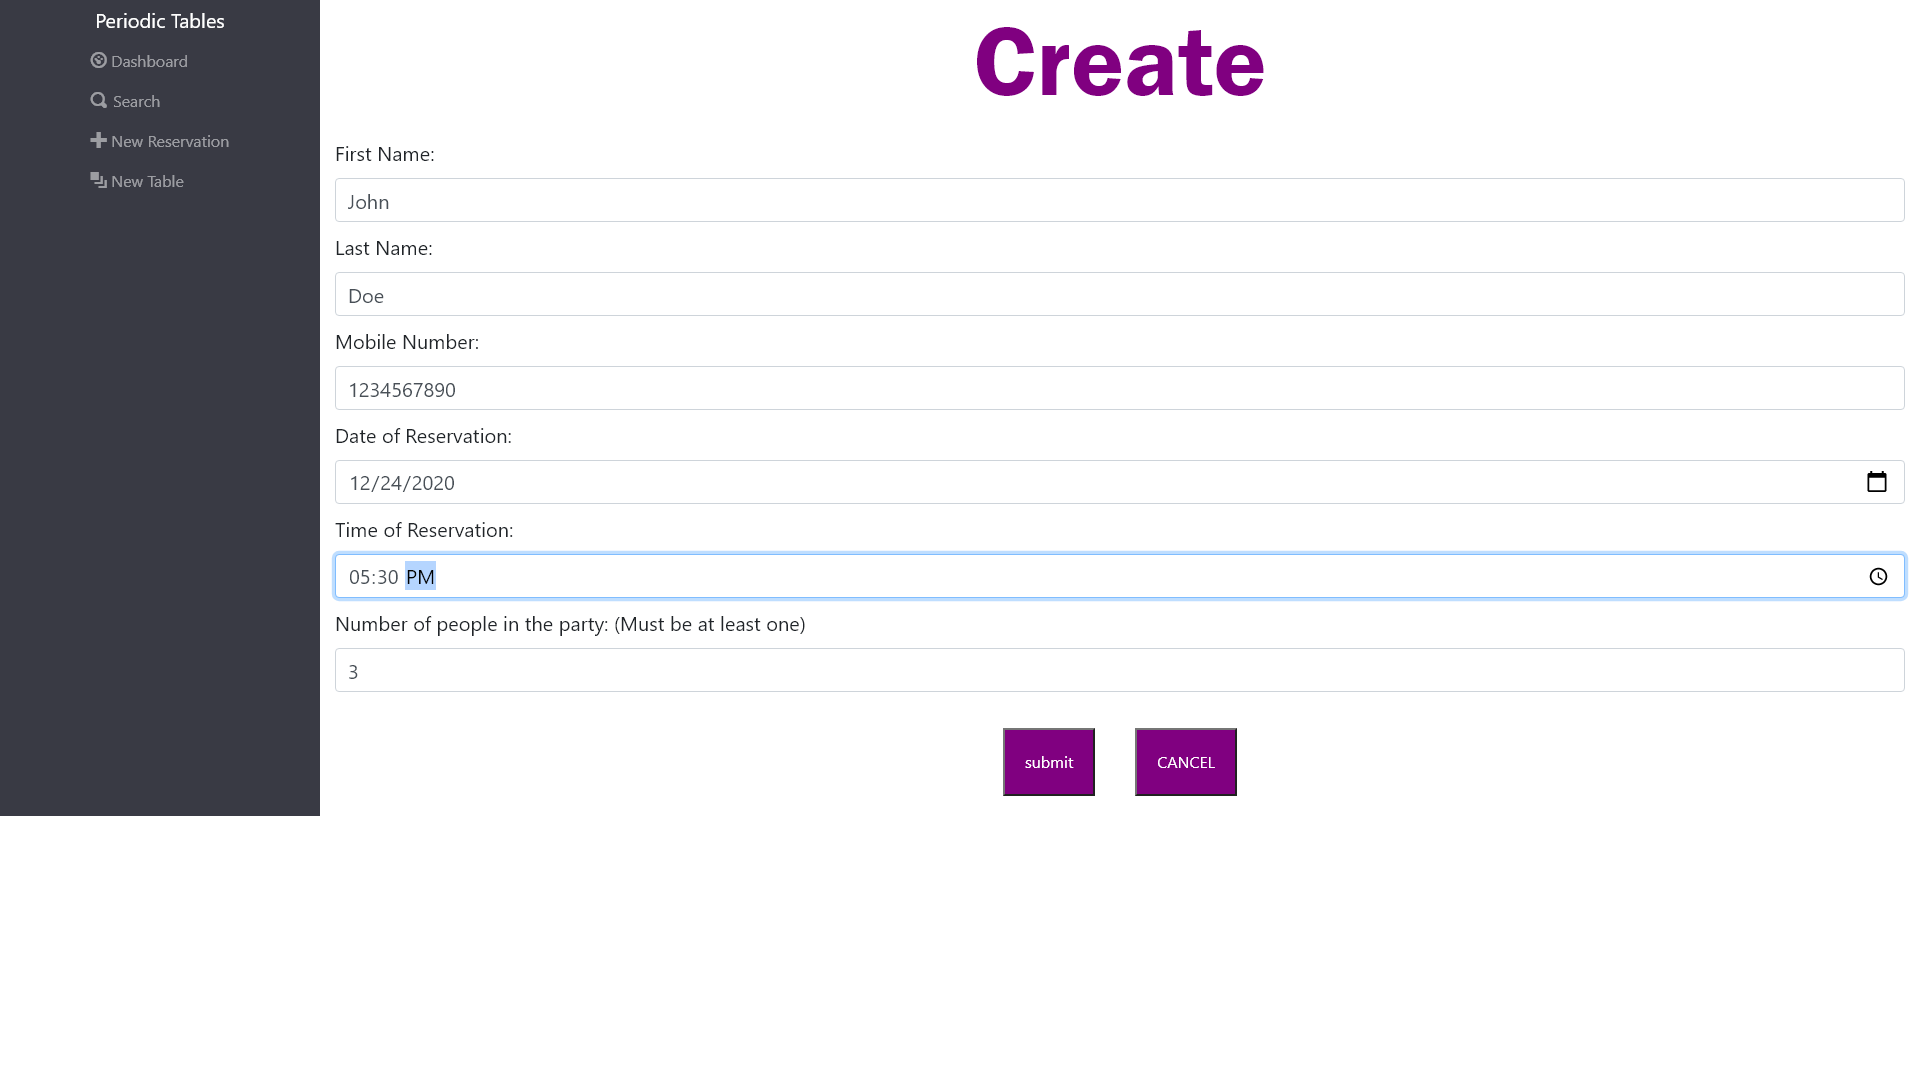 Periodic Tables
Dashboard
Search
New Reservation
New Table
Create
First Name:
John
Last Name:
Doe
Mobile Number:
1234567890
Date of Reservation:
12/24/2020
Time of Reservation:
05:30 PM
Number of people in the party: (Must be at least one)
3
submit
CANCEL